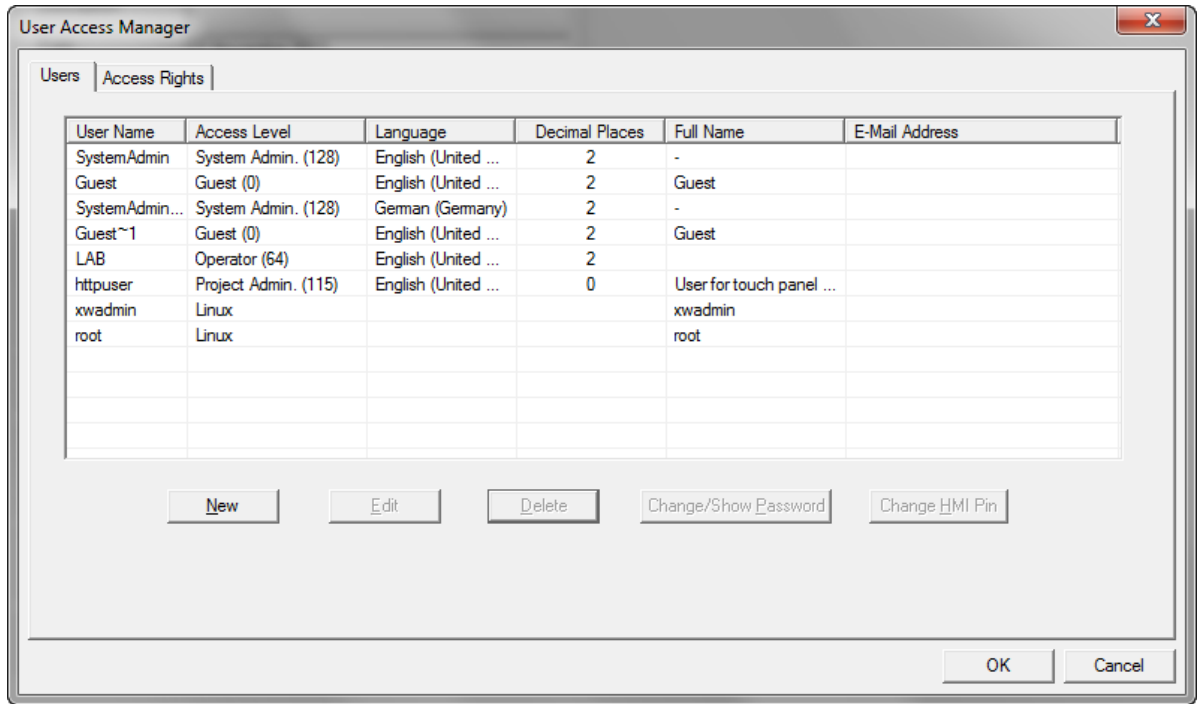 User Access Manager
Users Access Rights
User Name Access Level Language Decimal Places Full Name E-Mail Address
SystemAdmin System Admin. (128) English (United ... 2 -
Guest Guest (0) English (United ... 2 Guest
SystemAdmin... System Admin. (128) German (Germany) 2 -
Guest~1 Guest (0) English (United ... 2 Guest
LAB Operator (64) English (United ... 2
httpuser Project Admin. (115) English (United ... 0 User for touch panel ...
xwadmin Linux xwadmin
root Linux root
New Edit Delete Change/Show Password Change HMI Pin
OK Cancel